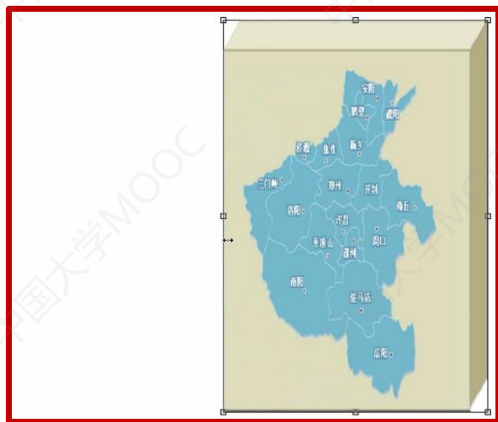 安阳
鹤壁
濮阳
济源
焦作
新乡
三门峡
郑州
开封
洛阳
商丘
许昌
平顶山
漯河
周口
南阳
驻马店
信阳
中国大学MOOC